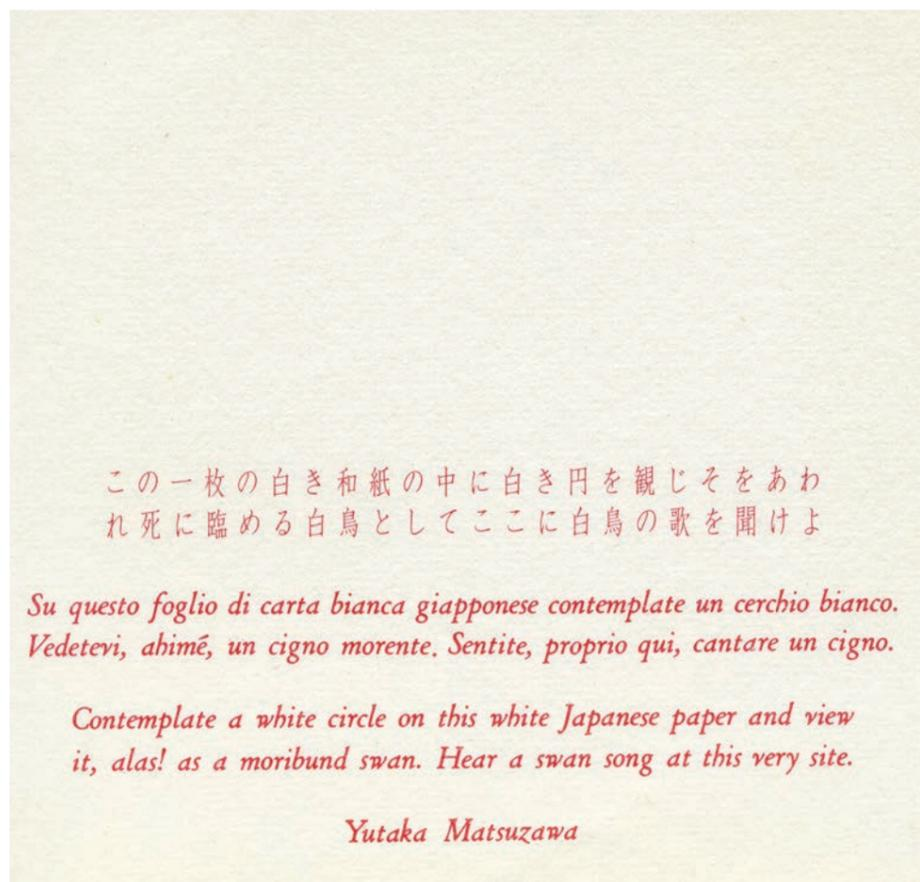 この一枚の白き和紙の中に白き円を観じそをあわ
れ死に臨める白鳥としてここに白鳥の歌を聞けよ
Su questo foglio di carta bianca giapponese contemplate un cerchio bianco.
Vedetevi, ahimé, un cigno morente. Sentite, proprio qui, cantare un cigno.
Contemplate a white circle on this white Japanese paper and view
it, alas! as a moribund swan. Hear a swan song at this very site.
Yutaka Matsuzawa